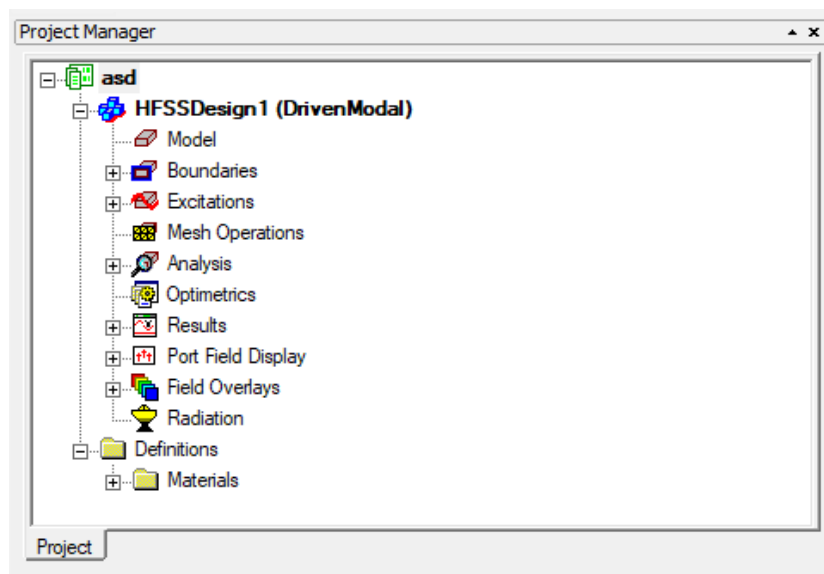 Project Manager
asd
HFSSDesign1 (DrivenModal)
Model
Boundaries
Excitations
Mesh Operations
Analysis
Optimetrics
Results
Port Field Display
Field Overlays
Radiation
Definitions
Materials
Project